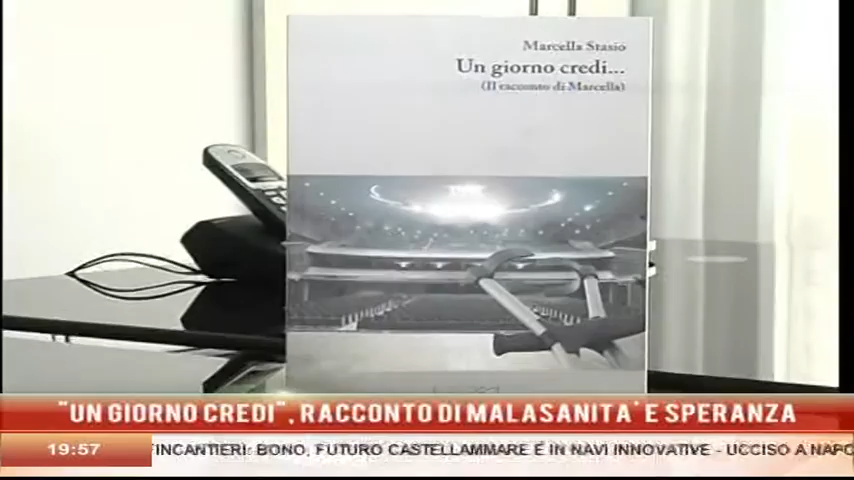 Marcella Stasio
Un giorno credi...
(Il racconto di Marcella)
"UN GIORNO CREDI", RACCONTO DI MALASANITA' E SPERANZA
19:57
FINCANTIERI: BONO, FUTURO CASTELLAMMARE È IN NAVI INNOVATIVE - UCCISO A NAPO